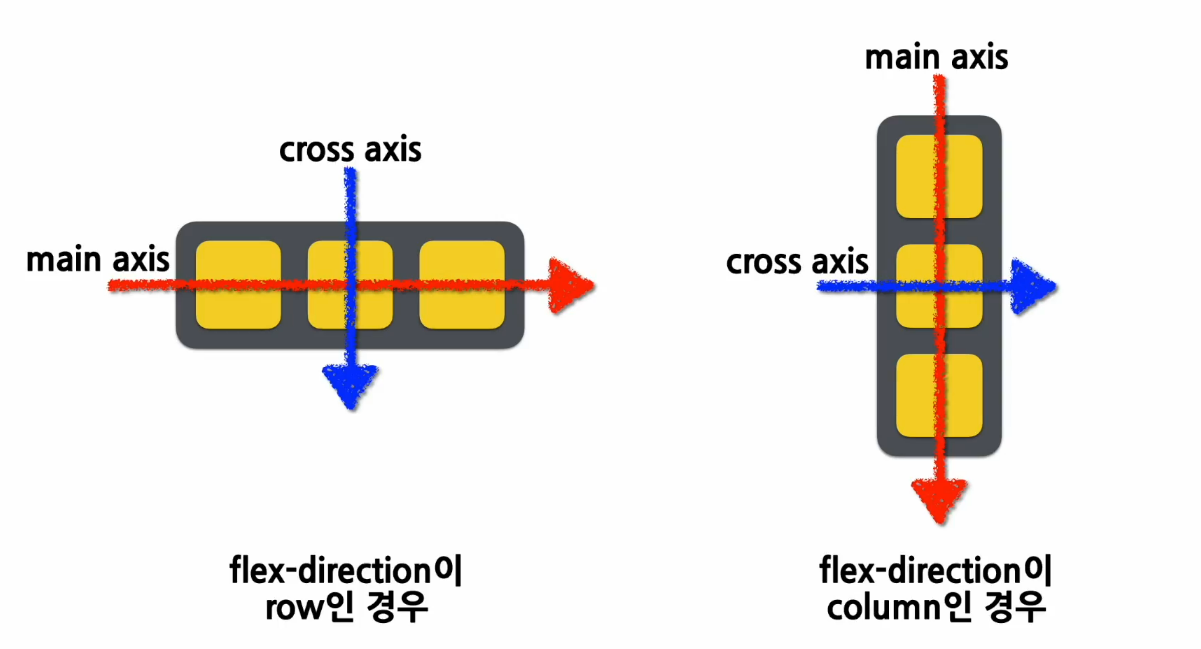 cross axis
main axis
flex-direction이
row인 경우
main axis
cross axis
flex-direction이
column인 경우